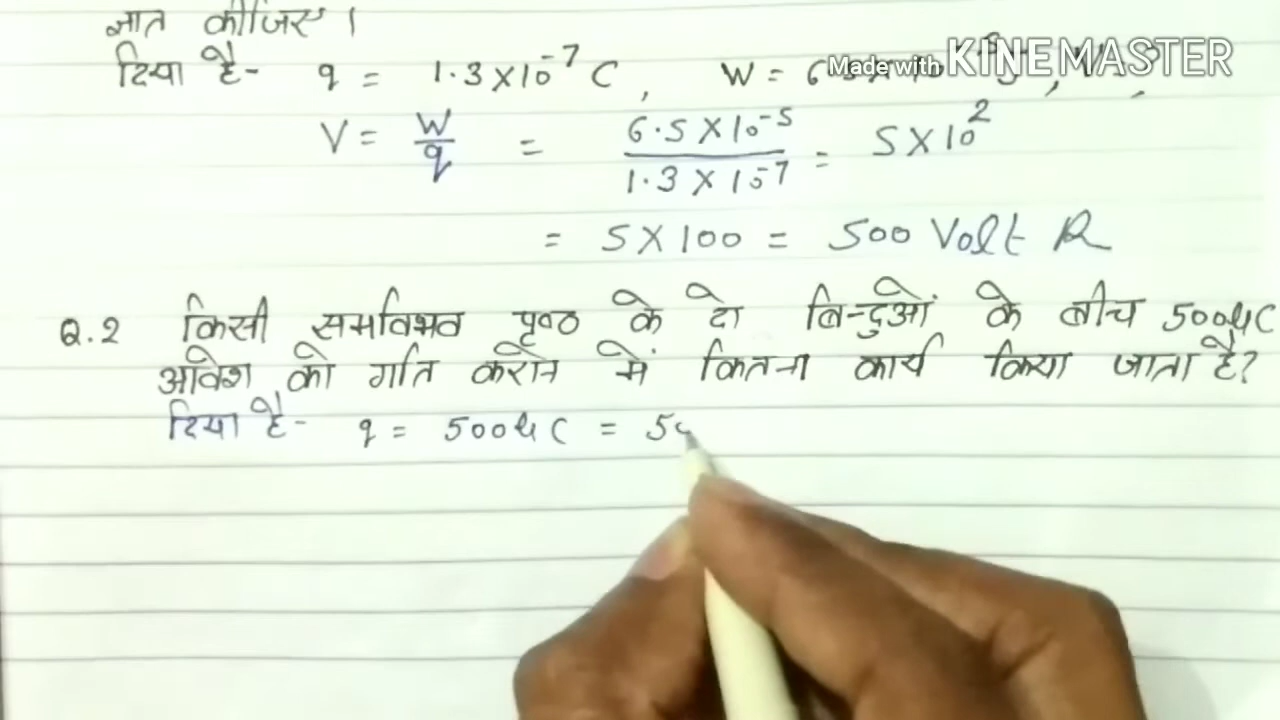 ज्ञात कीजिए।
दिया है- q = 1.3×10⁻⁷ C, W =
Made with KINEMASTER
V = W/q = 6.5×10⁻⁵ / 1.3×10⁻⁷ = 5×10²
= 5×100 = 500 Volt
Q.2 किसी समविभव पृष्ठ के दो बिन्दुओं के बीच 500μC
आवेश को गति कराने में कितना कार्य किया जाता है?
दिया है- q = 500μC = 5